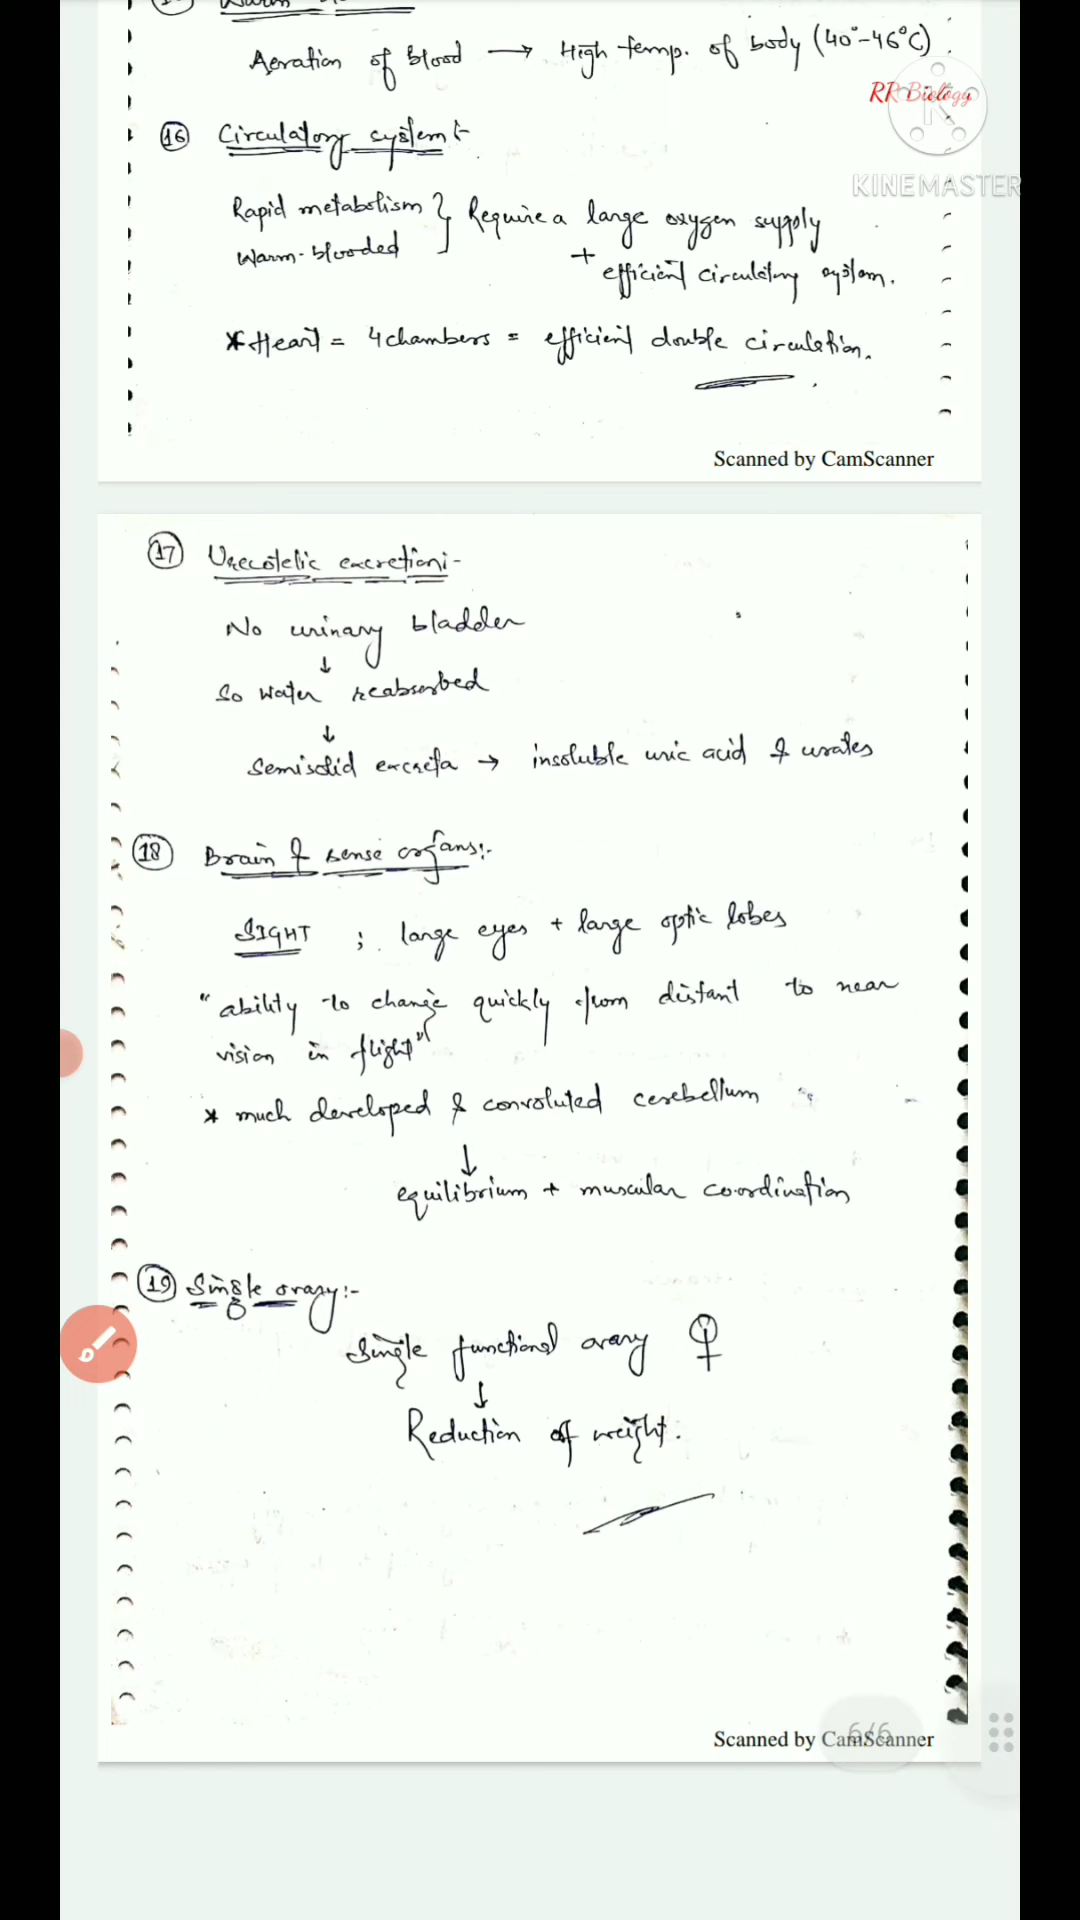 Aeration of blood → High temp. of body (40°-46°C).
RR Biology
KINEMASTER
16 Circulatory system:-
Rapid metabolism } Require a large oxygen supply
Warm-blooded
+ efficient circulatory system.
*Heart = 4 chambers = efficient double circulation.
Scanned by CamScanner
17 Urecotelic excretion:-
No urinary bladder
↓
So water reabsorbed
↓
Semisolid excreta → insoluble uric acid & urates
18 Brain & sense organs:-
SIGHT ; large eyes + large optic lobes
"ability to change quickly from distant to near
vision in flight"
* much developed & convoluted cerebellum
↓
equilibrium + muscular co-ordination
19 Single ovary:-
Single functional ovary ♀
↓
Reduction of weight.
6/6
Scanned by CamScanner